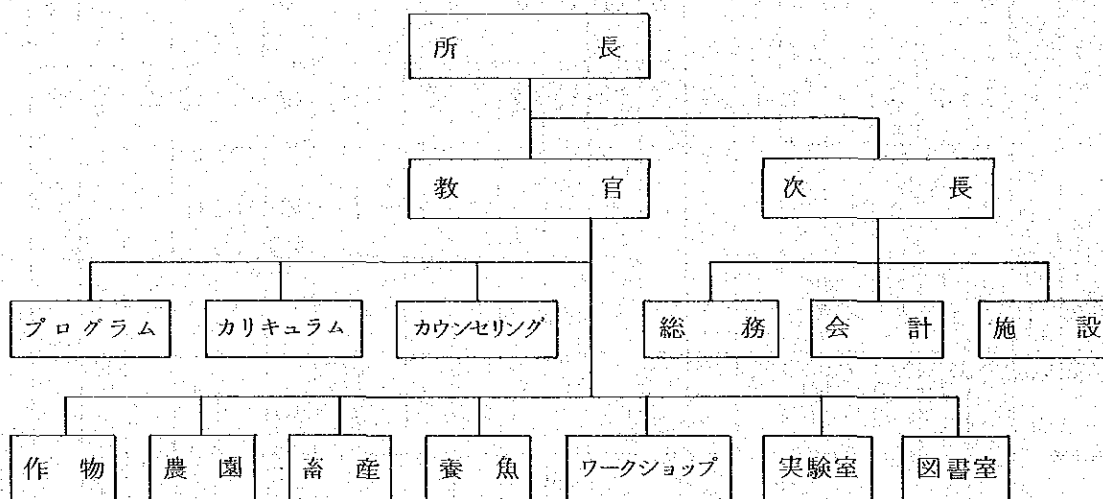 所長
教官 次長
プログラム カリキュラム カウンセリング 総務 会計 施設
作物 農園 畜産 養魚 ワークショップ 実験室 図書室